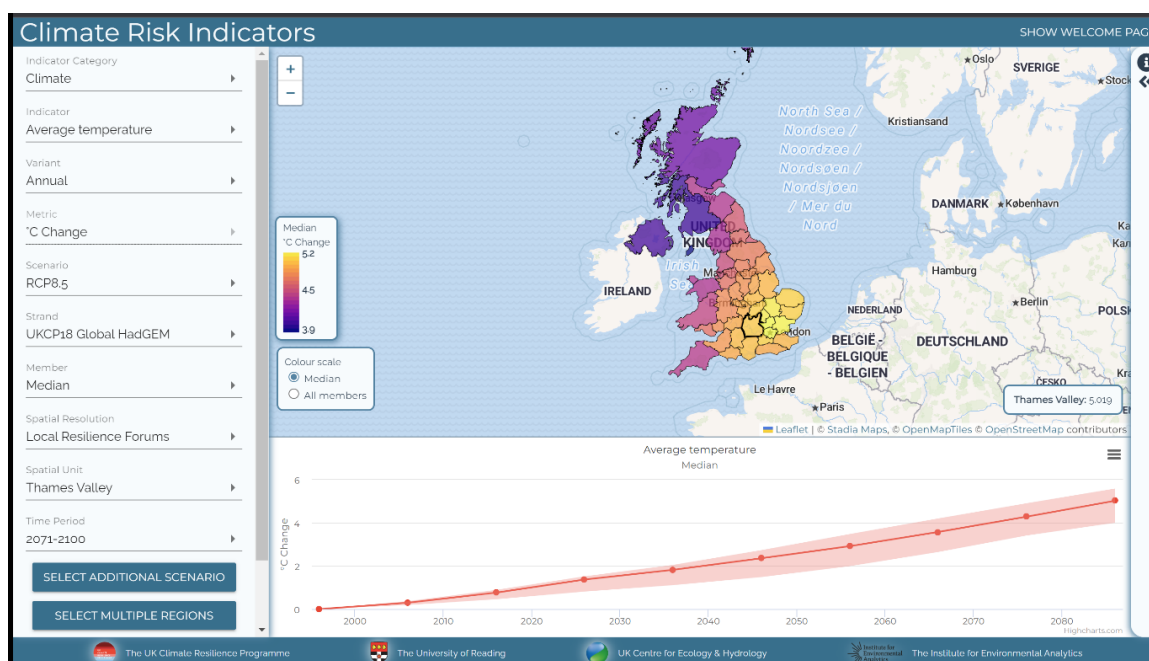 Climate Risk Indicators
SHOW WELCOME PAG
Indicator Category
Climate
Indicator
Average temperature
Variant
Annual
Metric
°C Change
Scenario
RCP8.5
Strand
UKCP18 Global HadGEM
Member
Median
Spatial Resolution
Local Resilience Forums
Spatial Unit
Thames Valley
Time Period
2071-2100
SELECT ADDITIONAL SCENARIO
SELECT MULTIPLE REGIONS
+
−
Median
°C Change
5.2
4.5
3.9
Colour scale
Median
All members
Oslo
SVERIGE
Stock
Kristiansand
North Sea /
Nordsee /
Noordzee /
Nordsøen /
Nordsjøen
/ Mer du
Nord
DANMARK
København
UNITED
KINGDOM
Irish
IRELAND
Hamburg
Berlin
POLS
NEDERLAND
BELGIË -
BELGIQUE
- BELGIEN
DEUTSCHLAND
Le Havre
Paris
ČESKO
Thames Valley: 5.019
Leaflet | © Stadia Maps, © OpenMapTiles © OpenStreetMap contributors
Average temperature
Median
°C Change
6
4
2
0
2000
2010
2020
2030
2040
2050
2060
2070
2080
Highcharts.com
The UK Climate Resilience Programme
The University of Reading
UK Centre for Ecology & Hydrology
Institute for
Environmental
Analytics
The Institute for Environmental Analytics